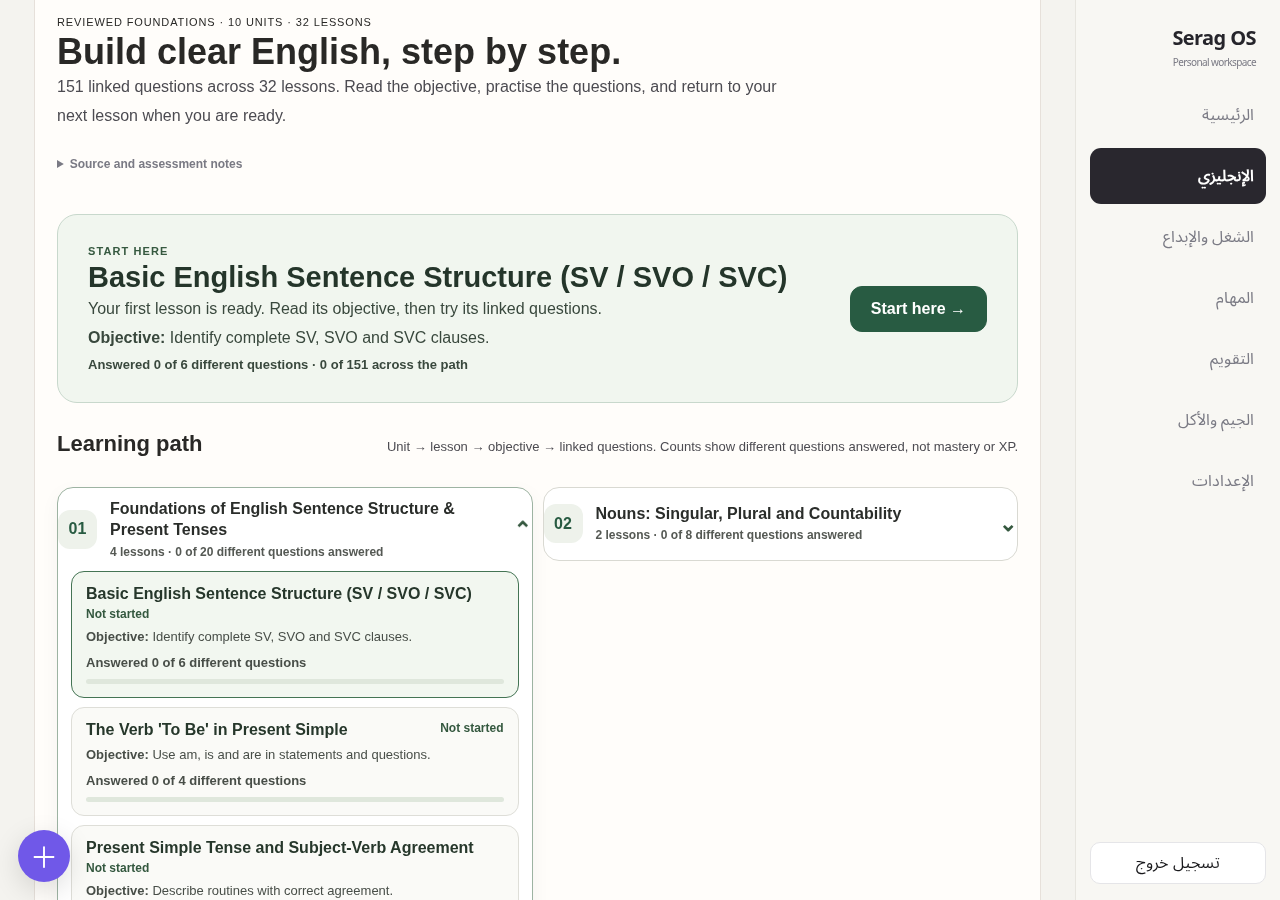 REVIEWED FOUNDATIONS · 10 UNITS · 32 LESSONS
Build clear English, step by step.
151 linked questions across 32 lessons. Read the objective, practise the questions, and return to your
next lesson when you are ready.
Source and assessment notes
START HERE
Basic English Sentence Structure (SV / SVO / SVC)
Your first lesson is ready. Read its objective, then try its linked questions.
Objective: Identify complete SV, SVO and SVC clauses.
Answered 0 of 6 different questions · 0 of 151 across the path
Start here →
Learning path
Unit → lesson → objective → linked questions. Counts show different questions answered, not mastery or XP.
01
Foundations of English Sentence Structure &
Present Tenses
4 lessons · 0 of 20 different questions answered
Basic English Sentence Structure (SV / SVO / SVC)
Not started
Objective: Identify complete SV, SVO and SVC clauses.
Answered 0 of 6 different questions
The Verb 'To Be' in Present Simple
Not started
Objective: Use am, is and are in statements and questions.
Answered 0 of 4 different questions
Present Simple Tense and Subject-Verb Agreement
Not started
Objective: Describe routines with correct agreement.
02
Nouns: Singular, Plural and Countability
2 lessons · 0 of 8 different questions answered
Serag OS
Personal workspace
الرئيسية
الإنجليزي
الشغل والإبداع
المهام
التقويم
الجيم والأكل
الإعدادات
تسجيل خروج